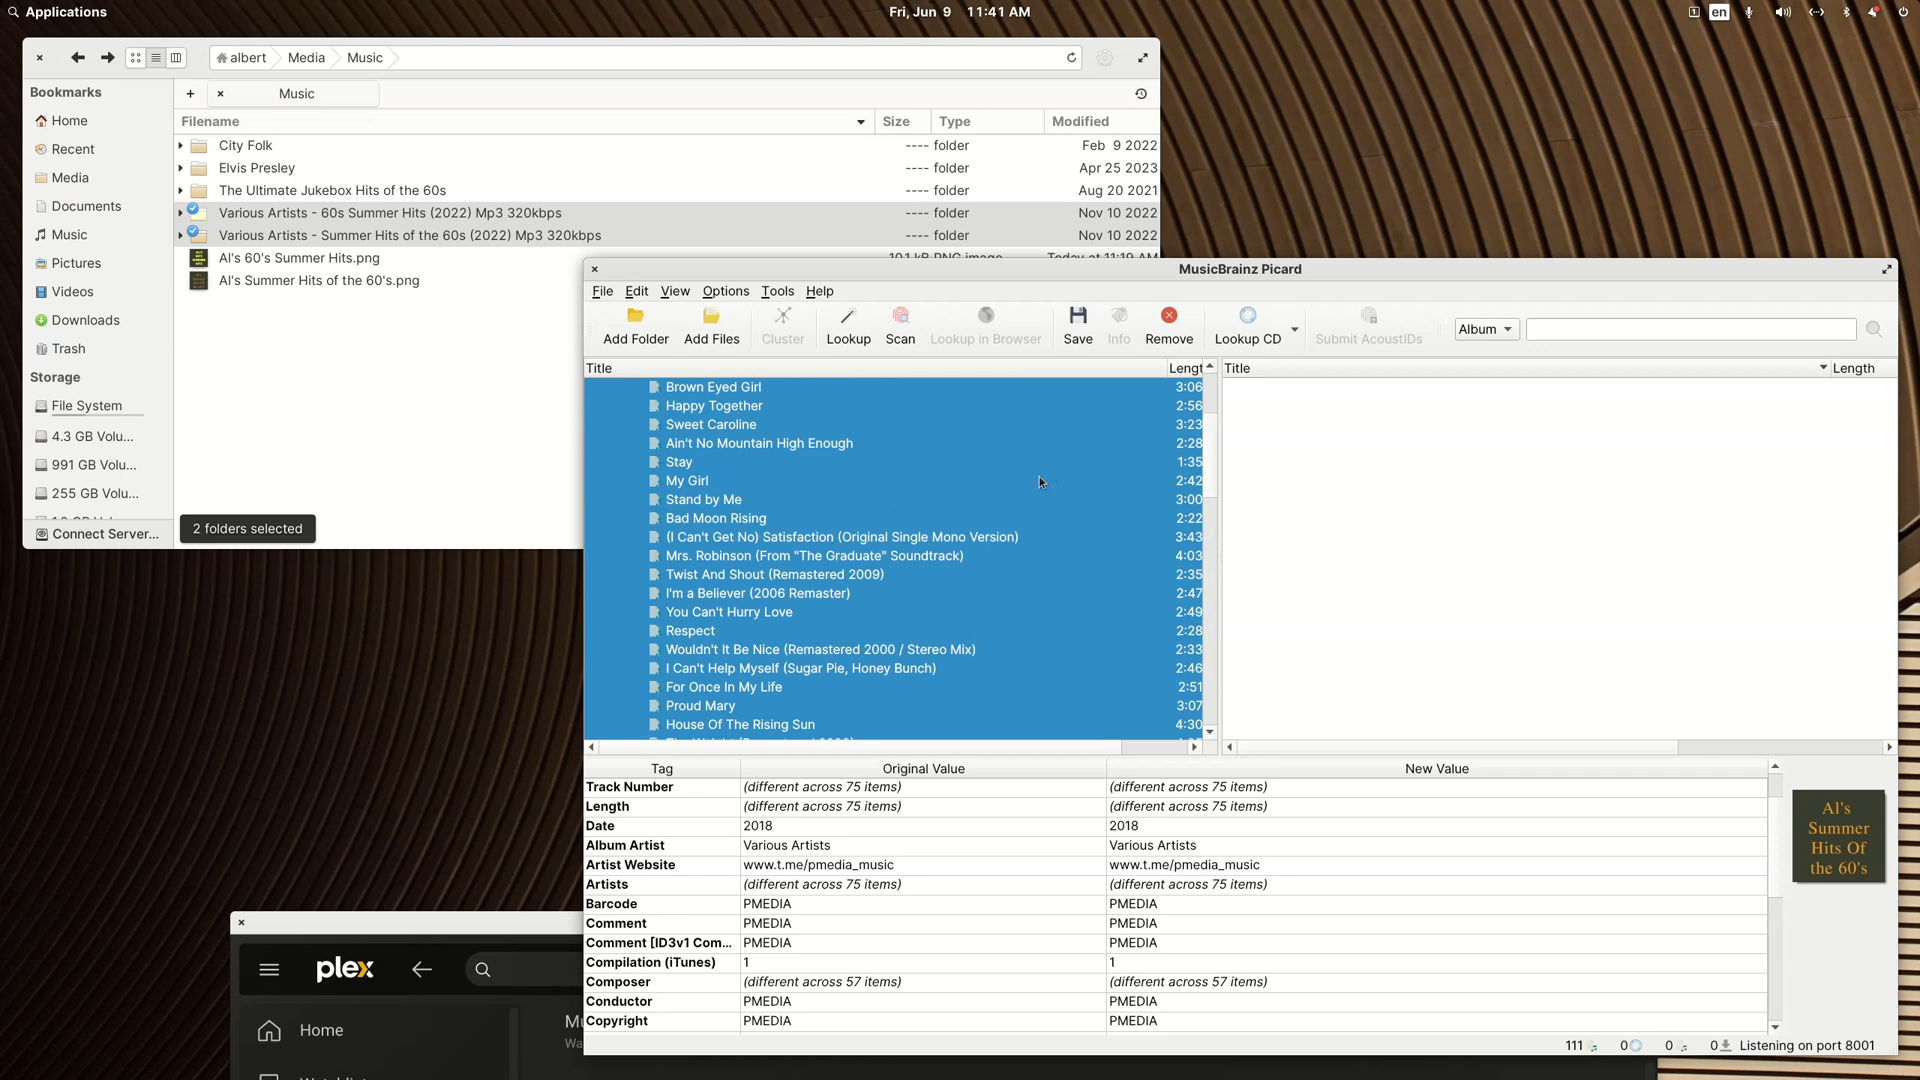 Applications
Fri, Jun 9 11:41 AM
en
albert Media Music
Bookmarks
Music
Filename Size Type Modified
Home
Recent
Media
Documents
Music
Pictures
Videos
Downloads
Trash
Storage
File System
4.3 GB Volu...
991 GB Volu...
255 GB Volu...
Connect Server...
City Folk ---- folder Feb 9 2022
Elvis Presley ---- folder Apr 25 2023
The Ultimate Jukebox Hits of the 60s ---- folder Aug 20 2021
Various Artists - 60s Summer Hits (2022) Mp3 320kbps ---- folder Nov 10 2022
Various Artists - Summer Hits of the 60s (2022) Mp3 320kbps ---- folder Nov 10 2022
Al's 60's Summer Hits.png 10.1 kB PNG image Today at 11:19 AM
Al's Summer Hits of the 60's.png
2 folders selected
MusicBrainz Picard
File Edit View Options Tools Help
Add Folder Add Files Cluster Lookup Scan Lookup in Browser Save Info Remove Lookup CD Submit AcoustIDs Album
Title Lengt Title Length
Brown Eyed Girl 3:06
Happy Together 2:56
Sweet Caroline 3:23
Ain't No Mountain High Enough 2:28
Stay 1:35
My Girl 2:42
Stand by Me 3:00
Bad Moon Rising 2:22
(I Can't Get No) Satisfaction (Original Single Mono Version) 3:43
Mrs. Robinson (From "The Graduate" Soundtrack) 4:03
Twist And Shout (Remastered 2009) 2:35
I'm a Believer (2006 Remaster) 2:47
You Can't Hurry Love 2:49
Respect 2:28
Wouldn't It Be Nice (Remastered 2000 / Stereo Mix) 2:33
I Can't Help Myself (Sugar Pie, Honey Bunch) 2:46
For Once In My Life 2:51
Proud Mary 3:07
House Of The Rising Sun 4:30
Tag Original Value New Value
Track Number (different across 75 items) (different across 75 items)
Length (different across 75 items) (different across 75 items)
Date 2018 2018
Album Artist Various Artists Various Artists
Artist Website www.t.me/pmedia_music www.t.me/pmedia_music
Artists (different across 75 items) (different across 75 items)
Barcode PMEDIA PMEDIA
Comment PMEDIA PMEDIA
Comment [ID3v1 Com... PMEDIA PMEDIA
Compilation (iTunes) 1 1
Composer (different across 57 items) (different across 57 items)
Conductor PMEDIA PMEDIA
Copyright PMEDIA PMEDIA
Al's
Summer
Hits Of
the 60's
111 0 0 0 Listening on port 8001
plex
Home
Mu
Wa